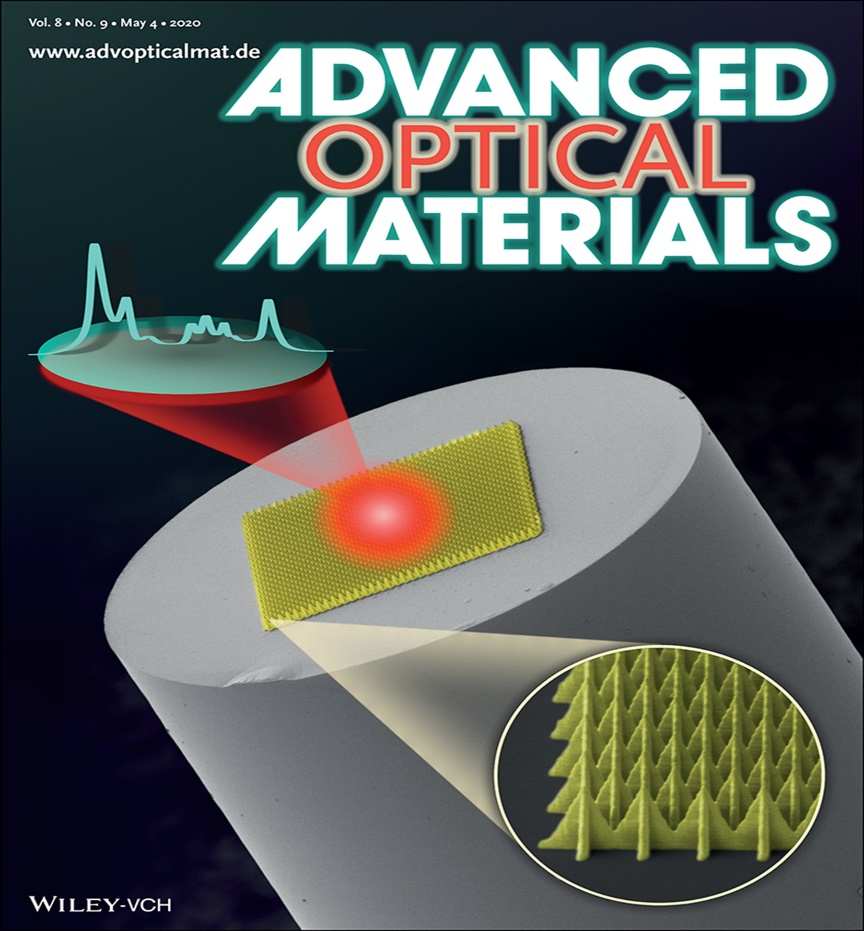 Vol. 8 • No. 9 • May 4 • 2020
www.advopticalmat.de
ADVANCED
OPTICAL
MATERIALS
WILEY-VCH